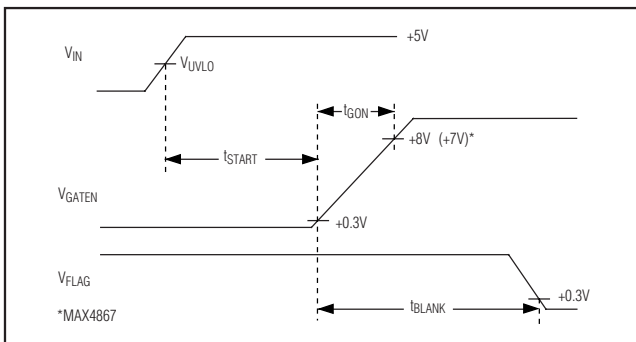 V_IN
+5V
V_UVLO
t_GON
+8V (+7V)*
t_START
V_GATEN
+0.3V
V_FLAG
+0.3V
t_BLANK
*MAX4867